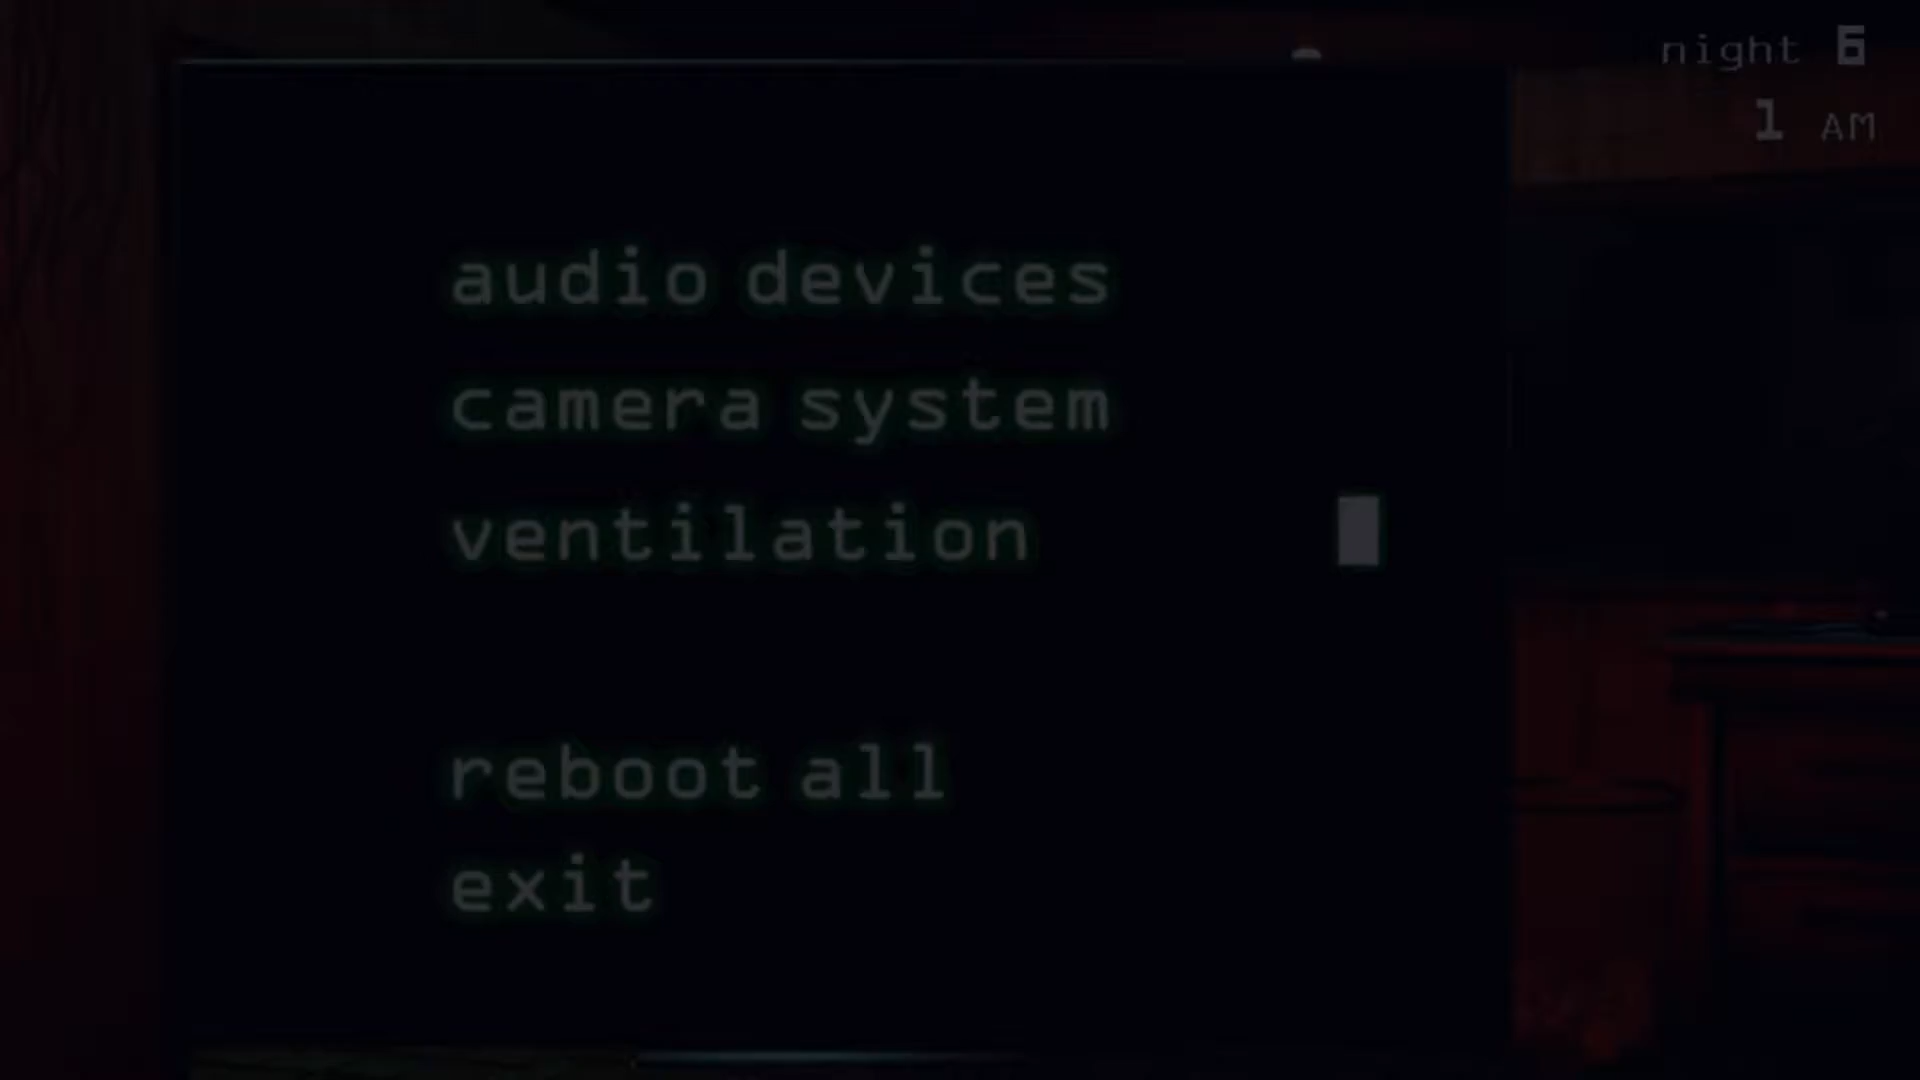 night 6
1 AM
audio devices
camera system
ventilation
reboot all
exit